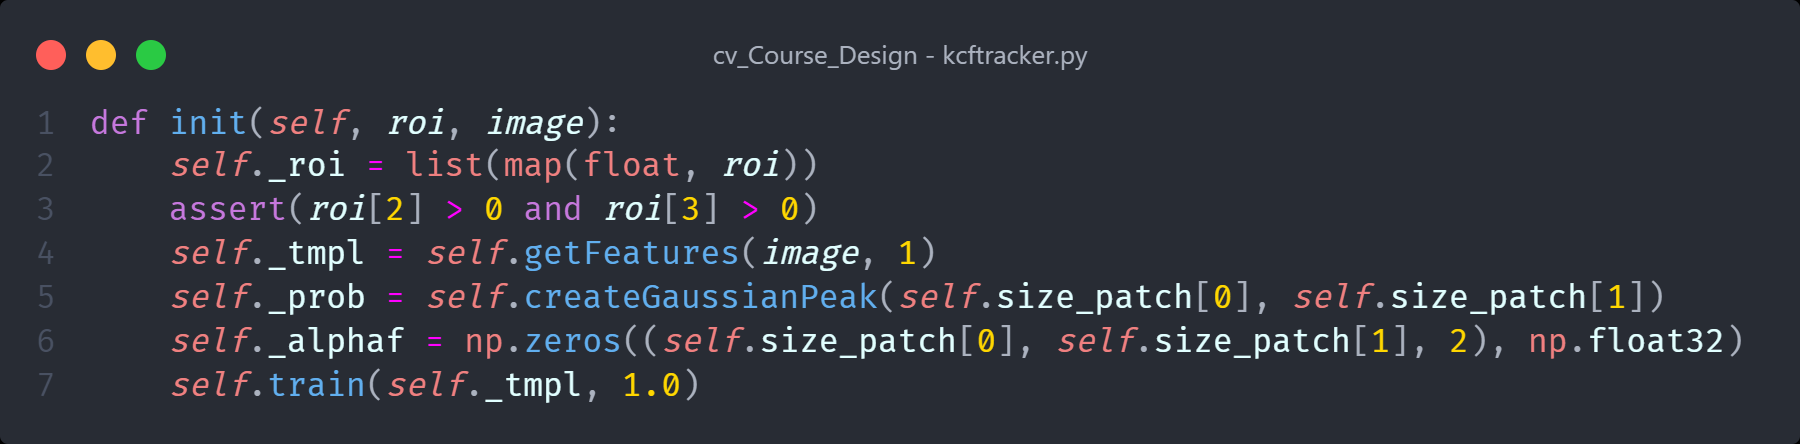 cv_Course_Design - kcftracker.py
1 def init(self, roi, image):
2     self._roi = list(map(float, roi))
3     assert(roi[2] > 0 and roi[3] > 0)
4     self._tmpl = self.getFeatures(image, 1)
5     self._prob = self.createGaussianPeak(self.size_patch[0], self.size_patch[1])
6     self._alphaf = np.zeros((self.size_patch[0], self.size_patch[1], 2), np.float32)
7     self.train(self._tmpl, 1.0)